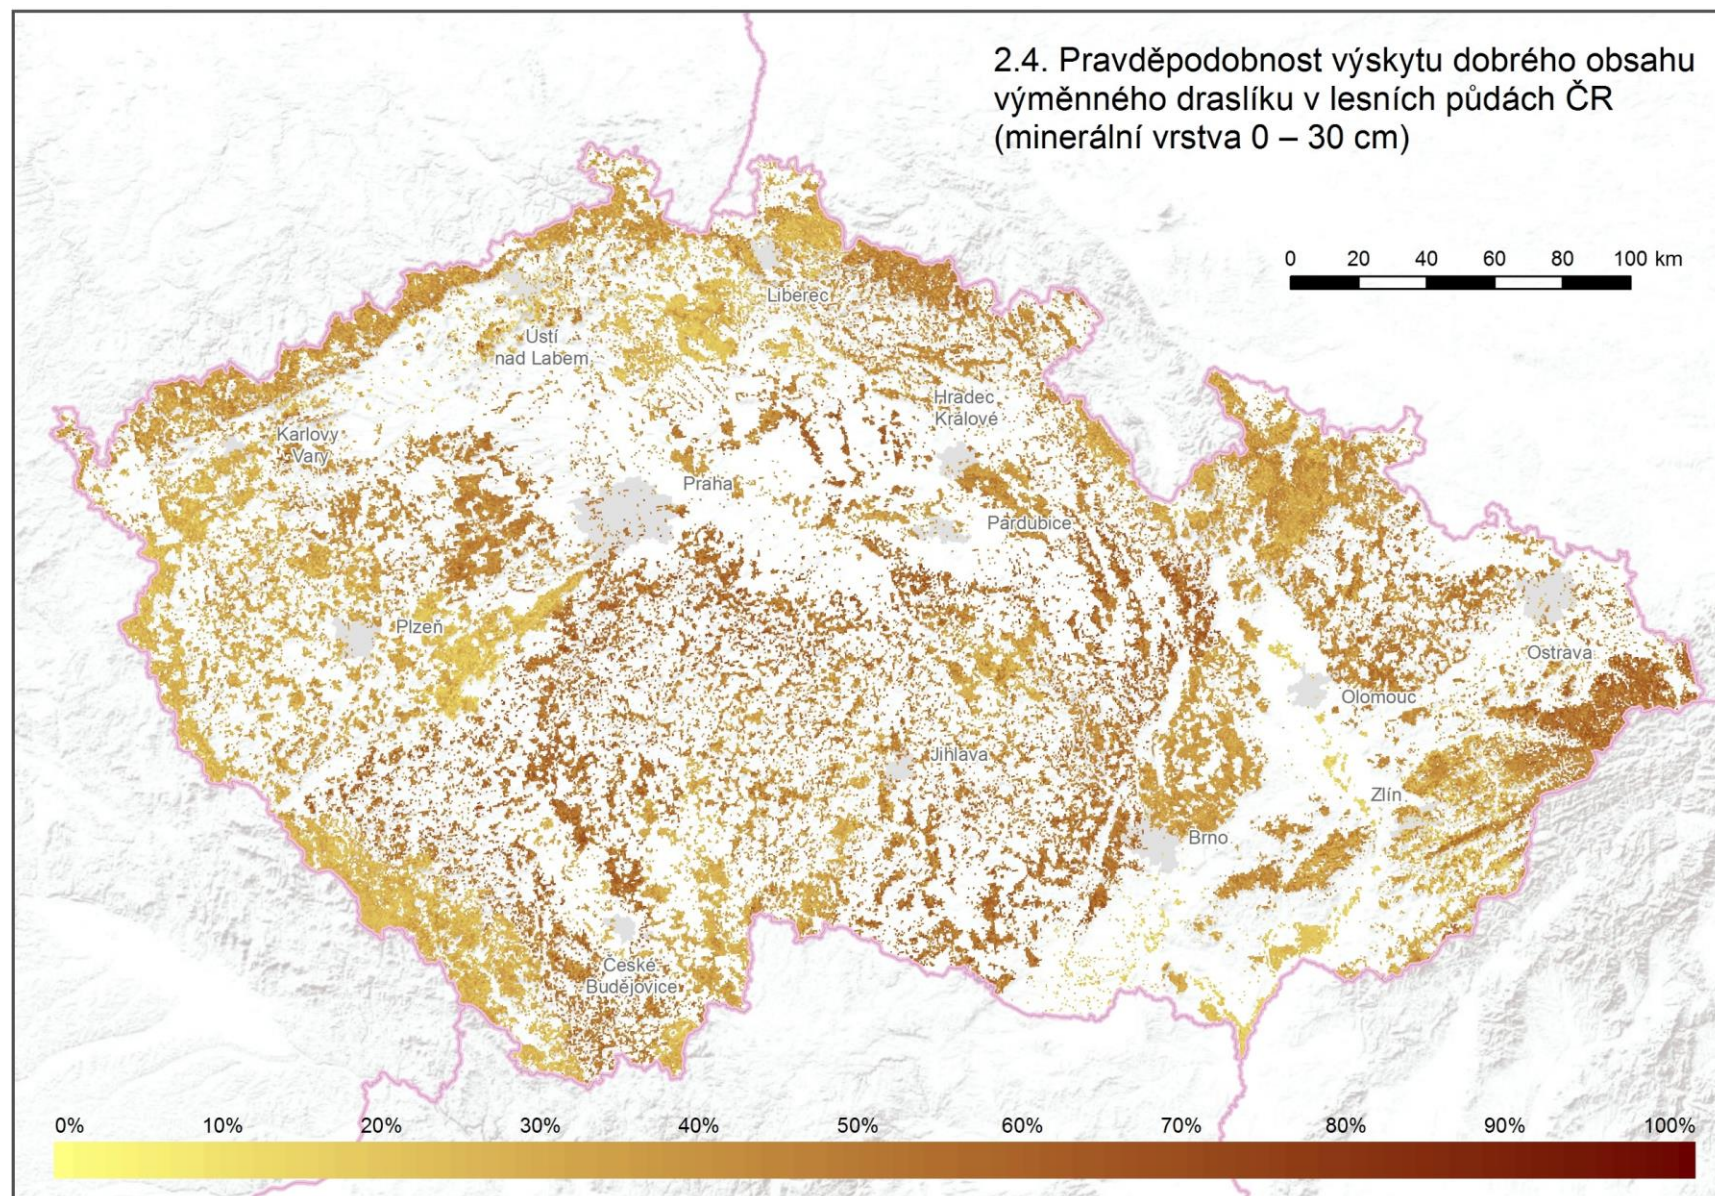 2.4. Pravděpodobnost výskytu dobrého obsahu
výměnného draslíku v lesních půdách ČR
(minerální vrstva 0 – 30 cm)
0 20 40 60 80 100 km
Liberec
Ústí
nad Labem
Hradec
Králové
Karlovy
Vary
Praha
Pardubice
Plzeň
Ostrava
Olomouc
Jihlava
Zlín
Brno
České
Budějovice
0% 10% 20% 30% 40% 50% 60% 70% 80% 90% 100%